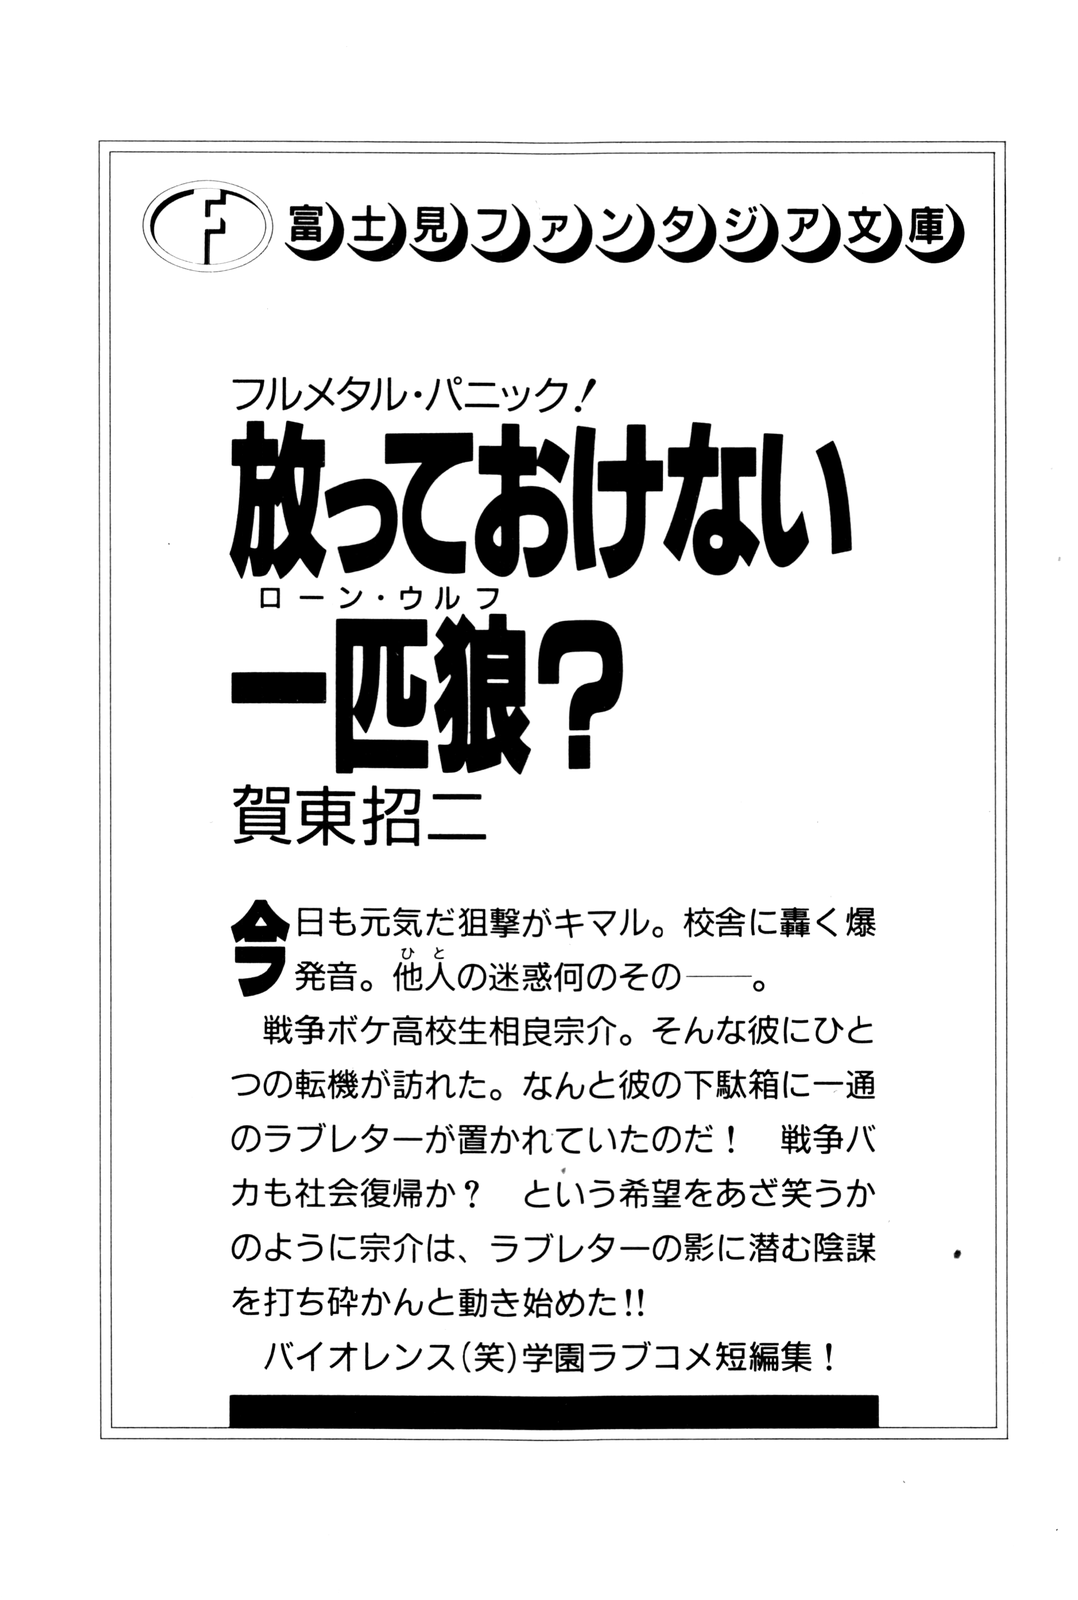 富士見ファンタジア文庫
フルメタル・パニック!
放っておけない
ローン・ウルフ
一匹狼?
賀東招二
今日も元気だ狙撃がキマル。校舎に轟く爆
ひと
発音。他人の迷惑何のその——。
戦争ボケ高校生相良宗介。そんな彼にひと
つの転機が訪れた。なんと彼の下駄箱に一通
のラブレターが置かれていたのだ！　戦争バ
カも社会復帰か？　という希望をあざ笑うか
のように宗介は、ラブレターの影に潜む陰謀
を打ち砕かんと動き始めた!!
バイオレンス(笑)学園ラブコメ短編集！